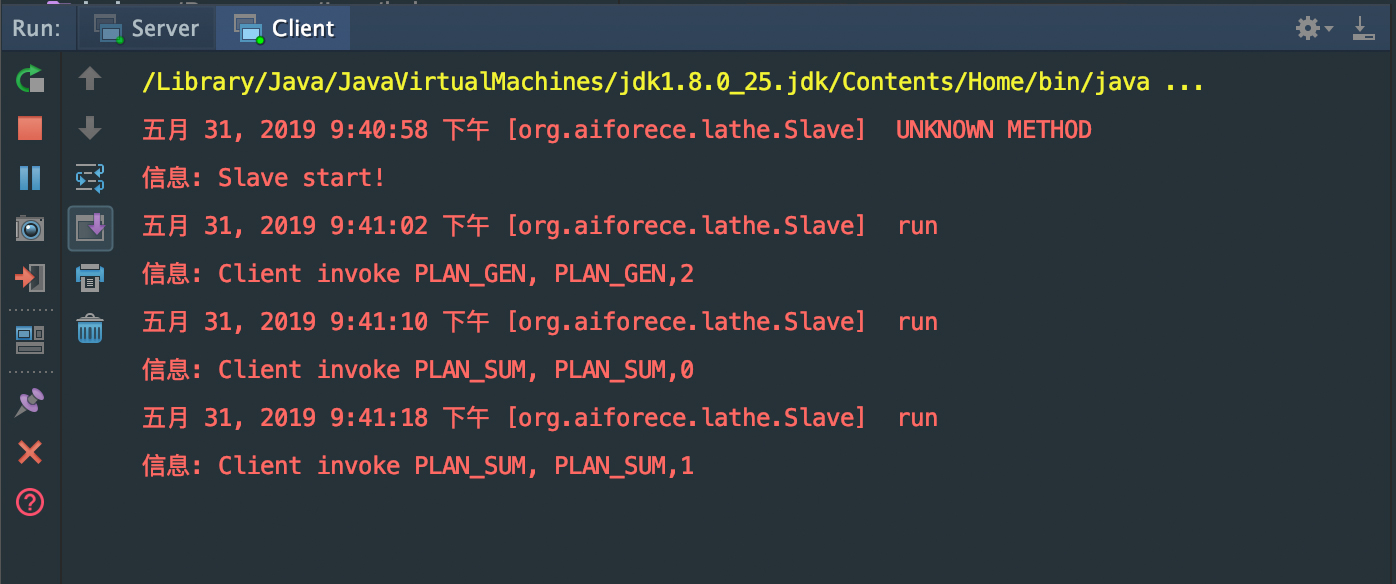 Run: Server Client
/Library/Java/JavaVirtualMachines/jdk1.8.0_25.jdk/Contents/Home/bin/java ...
五月 31, 2019 9:40:58 下午 [org.aiforece.lathe.Slave] UNKNOWN METHOD
信息: Slave start!
五月 31, 2019 9:41:02 下午 [org.aiforece.lathe.Slave] run
信息: Client invoke PLAN_GEN, PLAN_GEN,2
五月 31, 2019 9:41:10 下午 [org.aiforece.lathe.Slave] run
信息: Client invoke PLAN_SUM, PLAN_SUM,0
五月 31, 2019 9:41:18 下午 [org.aiforece.lathe.Slave] run
信息: Client invoke PLAN_SUM, PLAN_SUM,1